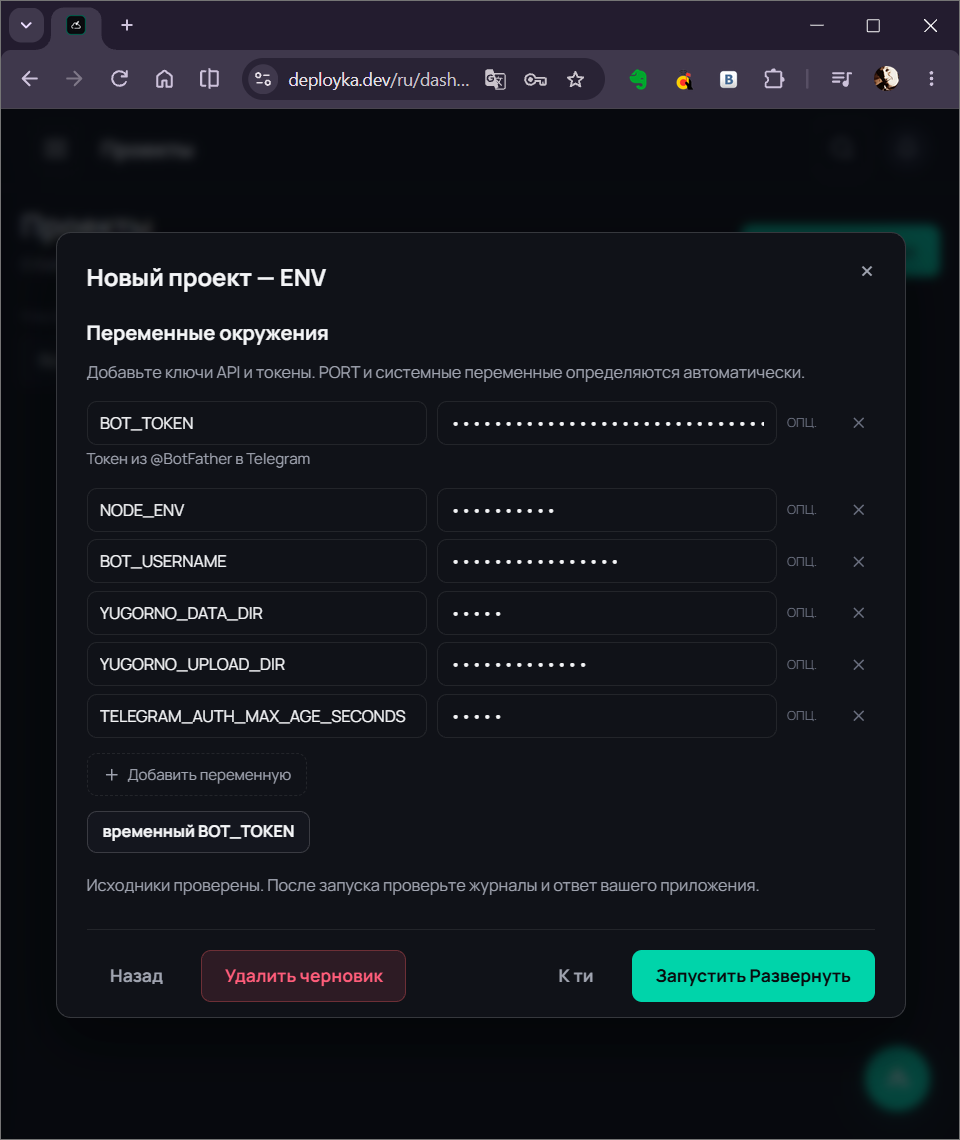 deployka.dev/ru/dash...
Проекты
Проекты
Новый проект — ENV
Переменные окружения
Добавьте ключи API и токены. PORT и системные переменные определяются автоматически.
BOT_TOKEN •••••••••••••••••••••••••••••• ОПЦ.
Токен из @BotFather в Telegram
NODE_ENV •••••••••• ОПЦ.
BOT_USERNAME •••••••••••••••• ОПЦ.
YUGORNO_DATA_DIR ••••• ОПЦ.
YUGORNO_UPLOAD_DIR ••••••••••••• ОПЦ.
TELEGRAM_AUTH_MAX_AGE_SECONDS ••••• ОПЦ.
+ Добавить переменную
временный BOT_TOKEN
Исходники проверены. После запуска проверьте журналы и ответ вашего приложения.
Назад Удалить черновик К ти Запустить Развернуть